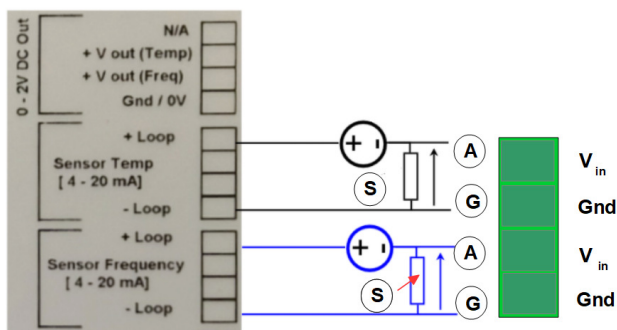 0 - 2V DC Out
N/A
+ V out (Temp)
+ V out (Freq)
Gnd / 0V
+ Loop
Sensor Temp
[ 4 - 20 mA]
- Loop
+ Loop
Sensor Frequency
[ 4 - 20 mA]
- Loop
+ -
S
A
G
+ -
S
A
G
V in
Gnd
V in
Gnd